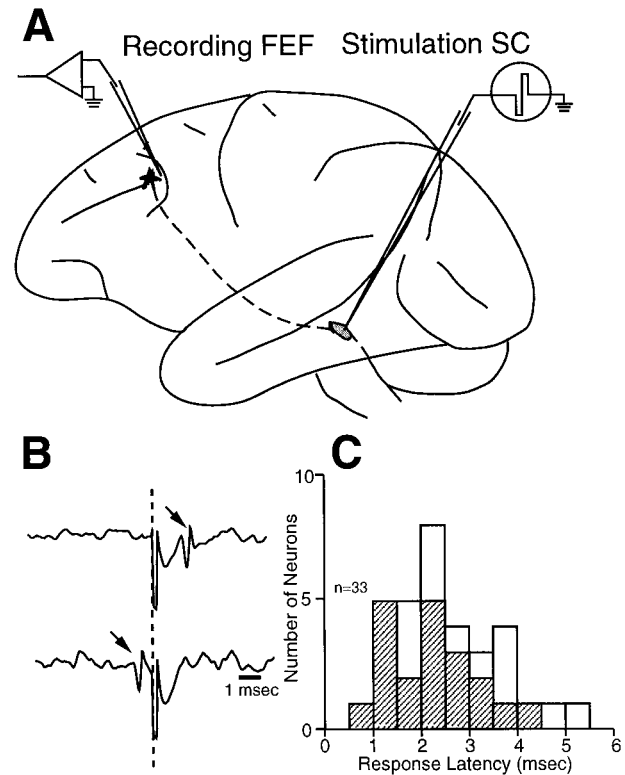 A
Recording FEF Stimulation SC
B
1 msec
C
Number of Neurons
10
5
0
n=33
0 1 2 3 4 5 6
Response Latency (msec)